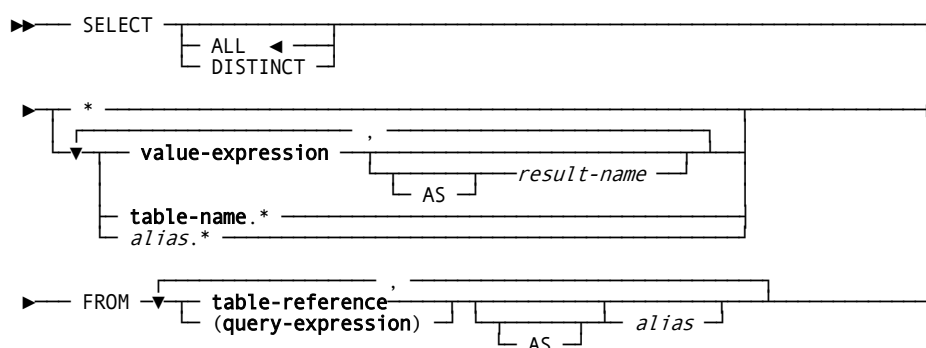 SELECT
ALL
DISTINCT
*
,
value-expression
result-name
AS
table-name.*
alias.*
,
FROM table-reference
(query-expression)
alias
AS